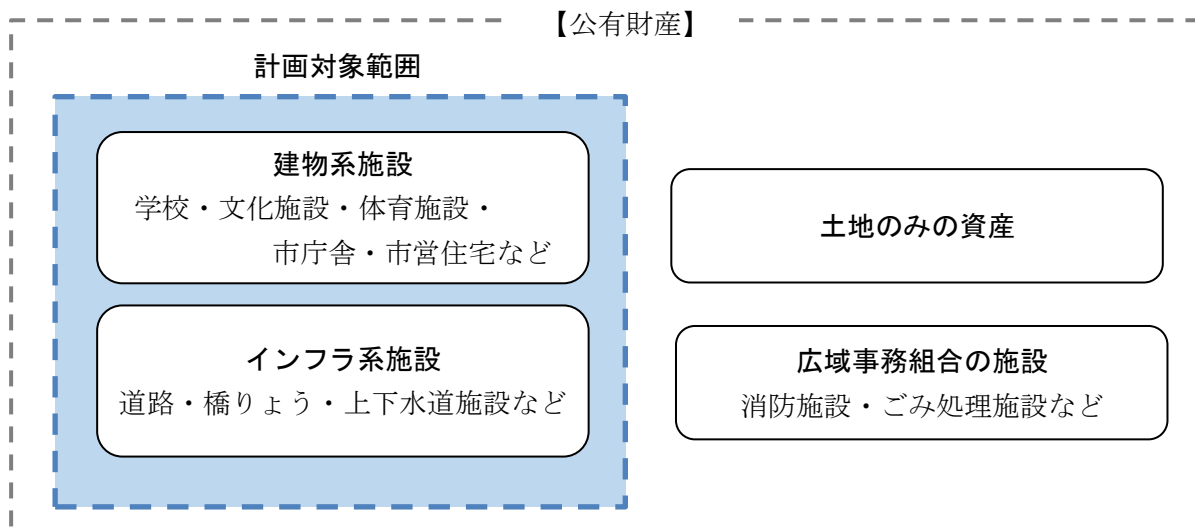 【公有財産】
計画対象範囲
建物系施設
学校・文化施設・体育施設・
市庁舎・市営住宅など
インフラ系施設
道路・橋りょう・上下水道施設など
土地のみの資産
広域事務組合の施設
消防施設・ごみ処理施設など